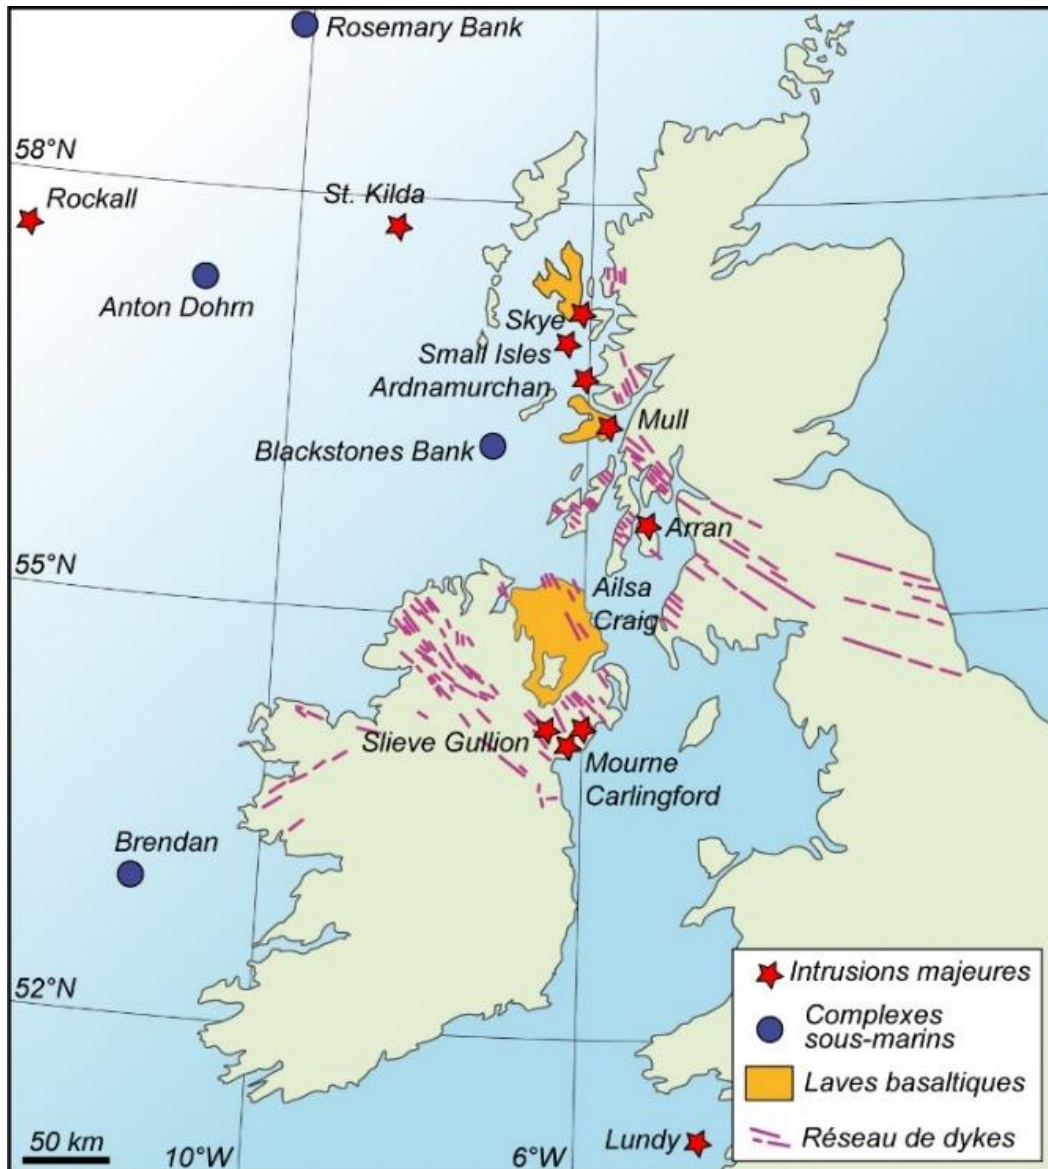 Rosemary Bank
58°N
Rockall
St. Kilda
Anton Dohrn
Skye
Small Isles
Ardnamurchan
Mull
Blackstones Bank
Arran
55°N
Ailsa
Craig
Slieve Gullion
Mourne
Carlingford
Brendan
52°N
Intrusions majeures
Complexes
sous-marins
Laves basaltiques
Réseau de dykes
50 km
10°W
6°W
Lundy